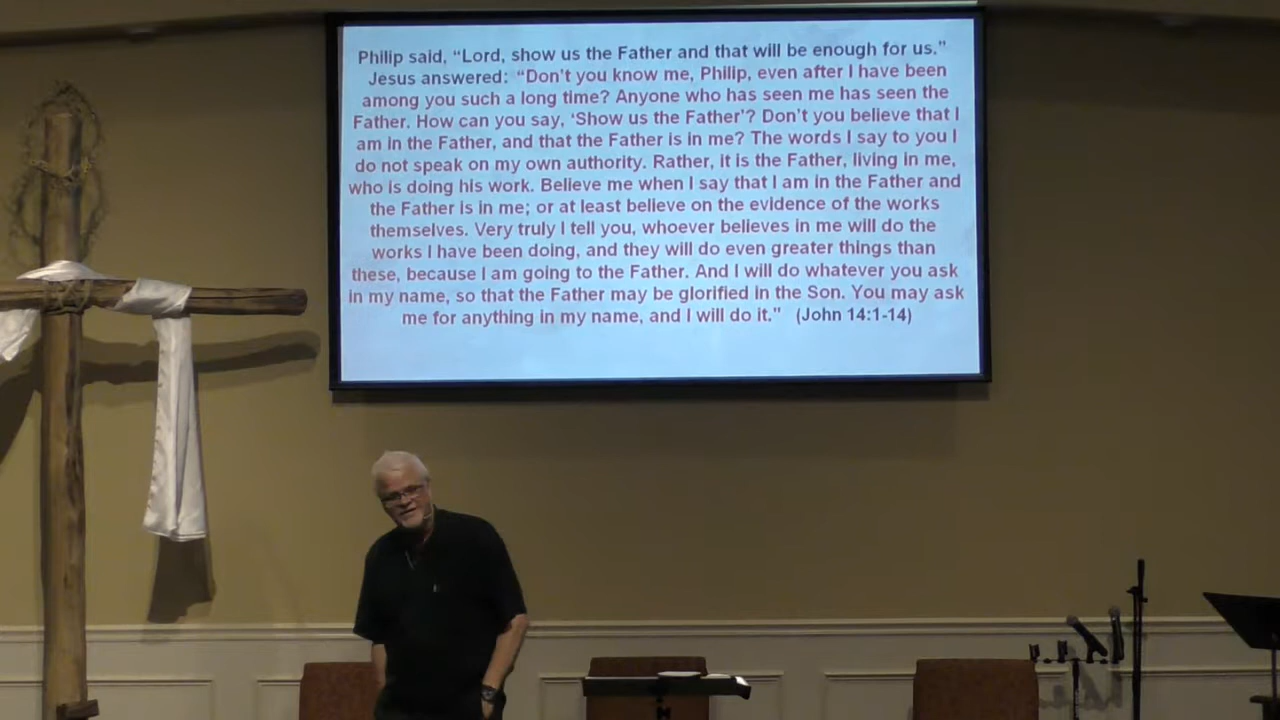 Philip said, “Lord, show us the Father and that will be enough for us.”
Jesus answered: “Don’t you know me, Philip, even after I have been
among you such a long time? Anyone who has seen me has seen the
Father. How can you say, ‘Show us the Father’? Don’t you believe that I
am in the Father, and that the Father is in me? The words I say to you I
do not speak on my own authority. Rather, it is the Father, living in me,
who is doing his work. Believe me when I say that I am in the Father and
the Father is in me; or at least believe on the evidence of the works
themselves. Very truly I tell you, whoever believes in me will do the
works I have been doing, and they will do even greater things than
these, because I am going to the Father. And I will do whatever you ask
in my name, so that the Father may be glorified in the Son. You may ask
me for anything in my name, and I will do it.” (John 14:1-14)